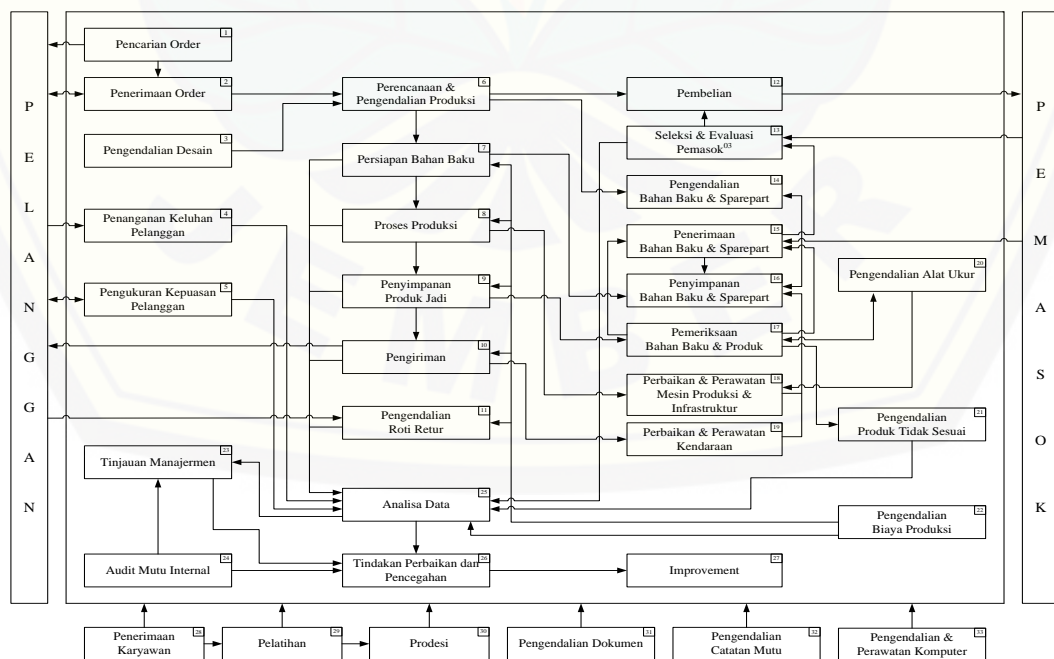 PELANGGAN
1
Pencarian Order
2
Penerimaan Order
3
Pengendalian Desain
4
Penanganan Keluhan
Pelanggan
5
Pengukuran Kepuasan
Pelanggan
23
Tinjauan Manajermen
24
Audit Mutu Internal
6
Perencanaan &
Pengendalian Produksi
7
Persiapan Bahan Baku
8
Proses Produksi
9
Penyimpanan
Produk Jadi
10
Pengiriman
11
Pengendalian
Roti Retur
25
Analisa Data
26
Tindakan Perbaikan dan
Pencegahan
12
Pembelian
13
Seleksi & Evaluasi
Pemasok03
14
Pengendalian
Bahan Baku & Sparepart
15
Penerimaan
Bahan Baku & Sparepart
16
Penyimpanan
Bahan Baku & Sparepart
17
Pemeriksaan
Bahan Baku & Produk
18
Perbaikan & Perawatan
Mesin Produksi &
Infrastruktur
19
Perbaikan & Perawatan
Kendaraan
27
Improvement
20
Pengendalian Alat Ukur
21
Pengendalian
Produk Tidak Sesuai
22
Pengendalian
Biaya Produksi
PEMASOK
28
Penerimaan
Karyawan
29
Pelatihan
30
Prodesi
31
Pengendalian Dokumen
32
Pengendalian
Catatan Mutu
33
Pengendalian &
Perawatan Komputer
JEMBER